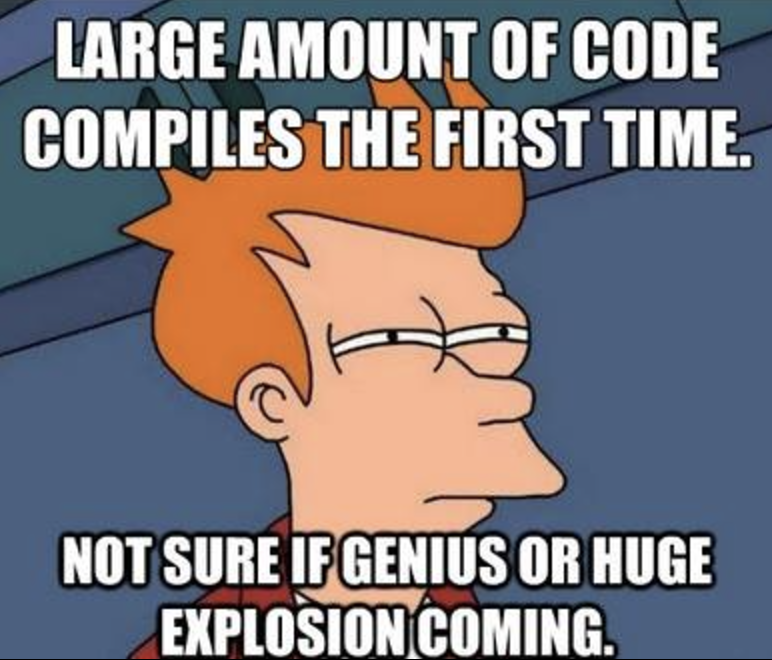 LARGE AMOUNT OF CODE
COMPILES THE FIRST TIME.
NOT SURE IF GENIUS OR HUGE
EXPLOSION COMING.